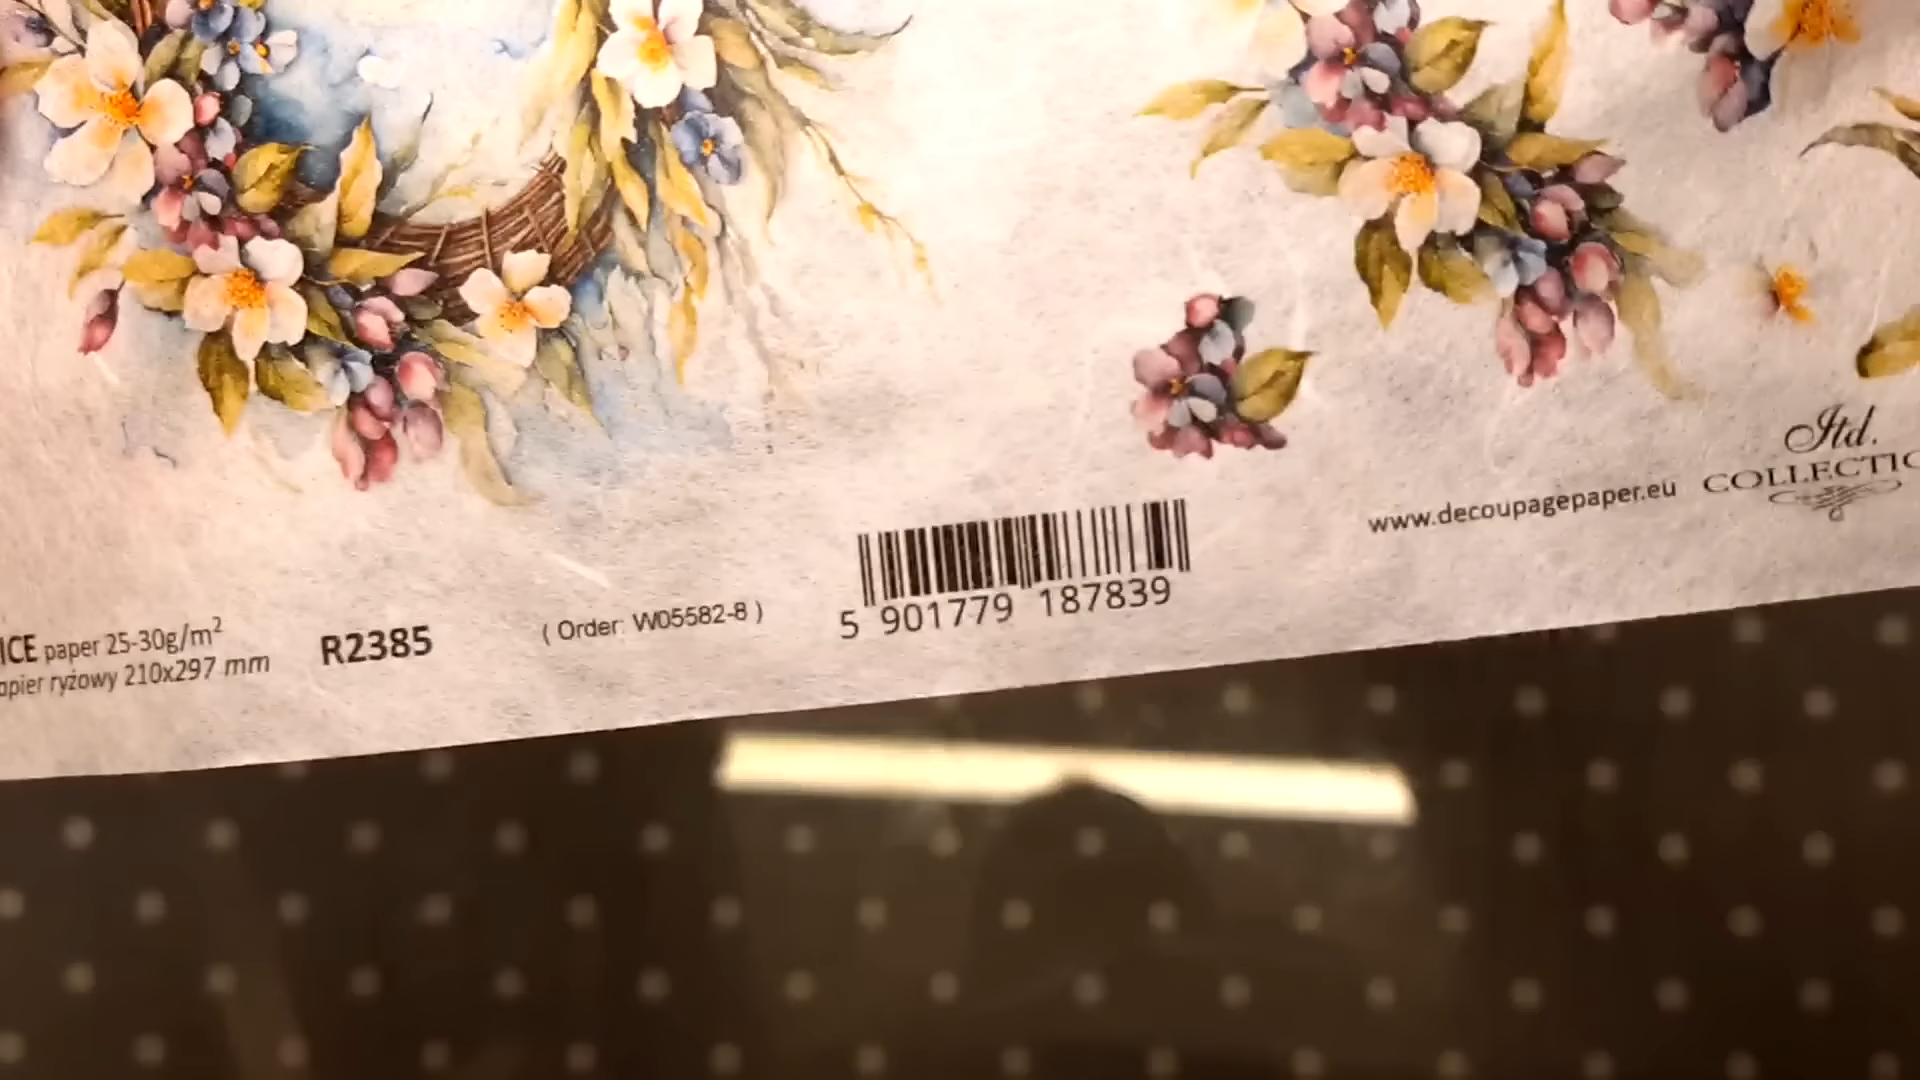 ICE paper 25-30g/m²
apier ryżowy 210x297 mm
R2385
( Order: W05582-8 )
5 901779 187839
www.decoupagepaper.eu
Itd.
COLLECTIO